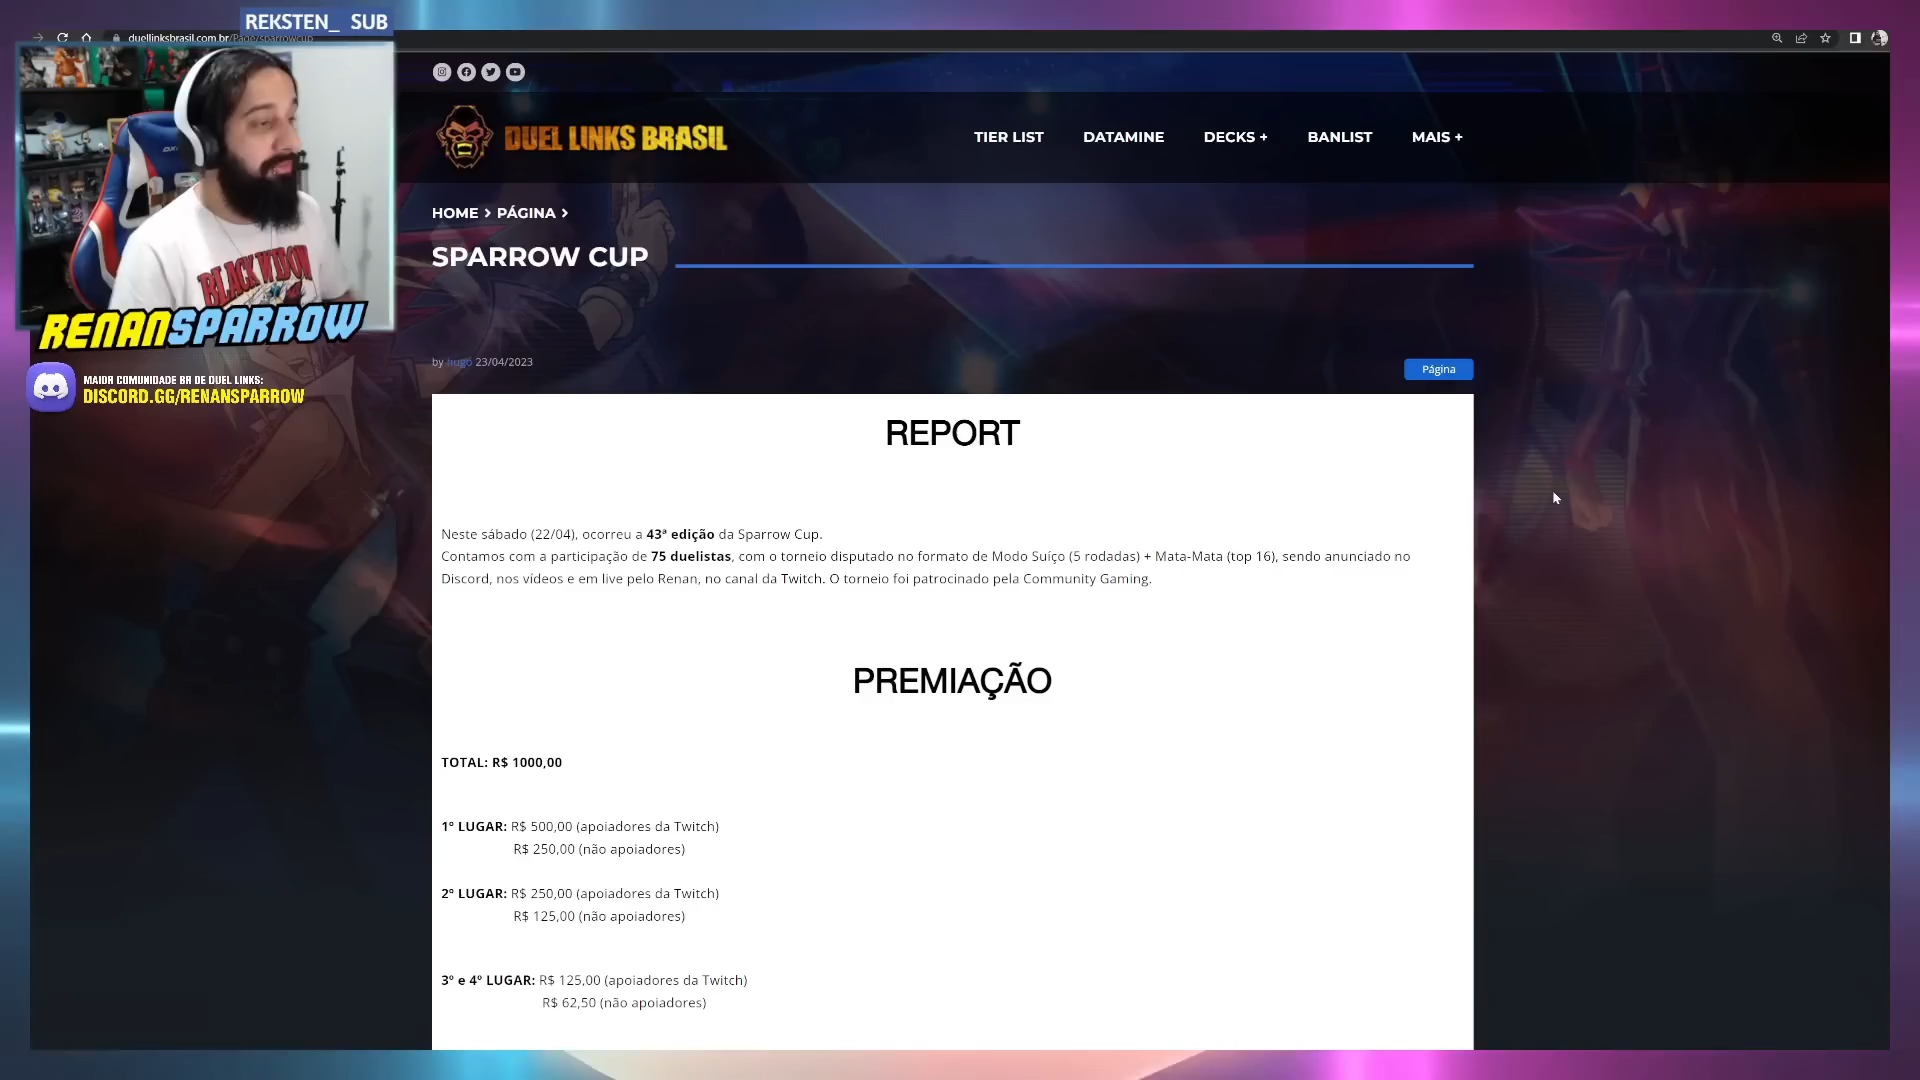 REKSTEN_ SUB
duellinksbrasil.com.br/Page/sparrowcup
DUEL LINKS BRASIL
TIER LIST
DATAMINE
DECKS +
BANLIST
MAIS +
HOME > PÁGINA >
SPARROW CUP
BLACK WIDOW
RENANSPARROW
MAIOR COMUNIDADE BR DE DUEL LINKS:
DISCORD.GG/RENANSPARROW
by hugo 23/04/2023
Página
REPORT
Neste sábado (22/04), ocorreu a 43ª edição da Sparrow Cup.
Contamos com a participação de 75 duelistas, com o torneio disputado no formato de Modo Suíço (5 rodadas) + Mata-Mata (top 16), sendo anunciado no
Discord, nos vídeos e em live pelo Renan, no canal da Twitch. O torneio foi patrocinado pela Community Gaming.
PREMIAÇÃO
TOTAL: R$ 1000,00
1º LUGAR: R$ 500,00 (apoiadores da Twitch)
R$ 250,00 (não apoiadores)
2º LUGAR: R$ 250,00 (apoiadores da Twitch)
R$ 125,00 (não apoiadores)
3º e 4º LUGAR: R$ 125,00 (apoiadores da Twitch)
R$ 62,50 (não apoiadores)